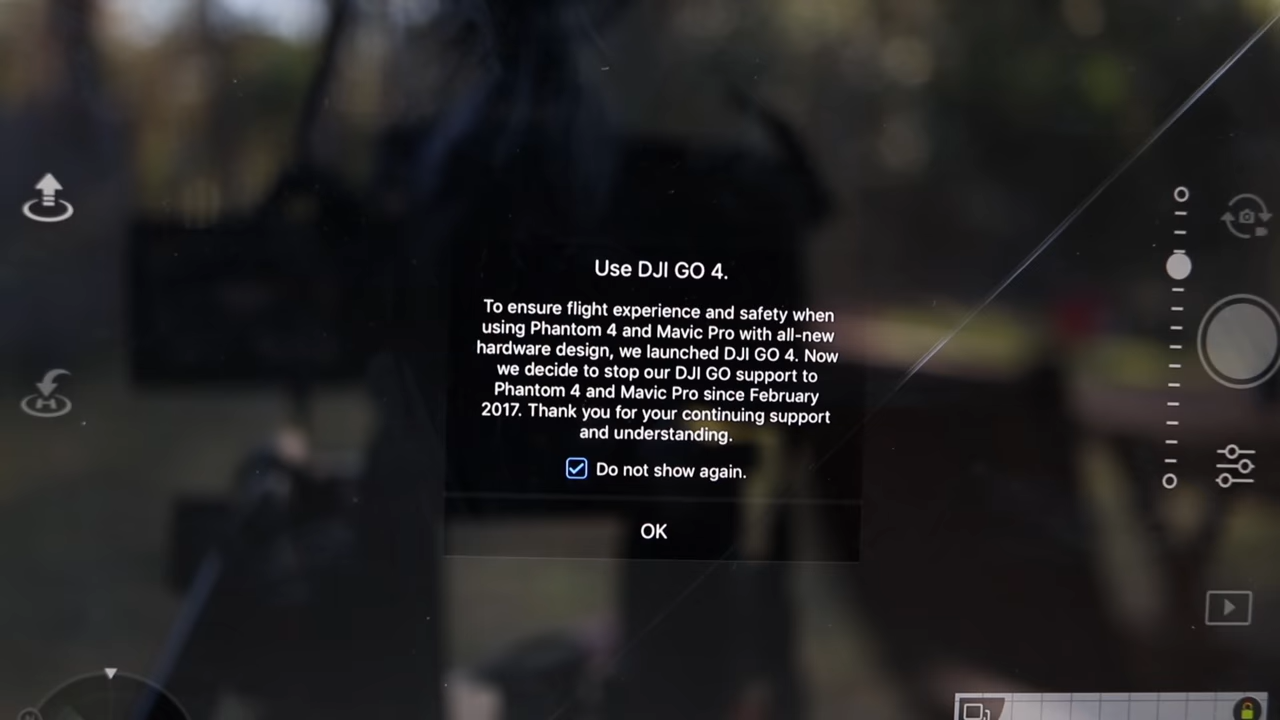 Use DJI GO 4.
To ensure flight experience and safety when
using Phantom 4 and Mavic Pro with all-new
hardware design, we launched DJI GO 4. Now
we decide to stop our DJI GO support to
Phantom 4 and Mavic Pro since February
2017. Thank you for your continuing support
and understanding.
Do not show again.
OK